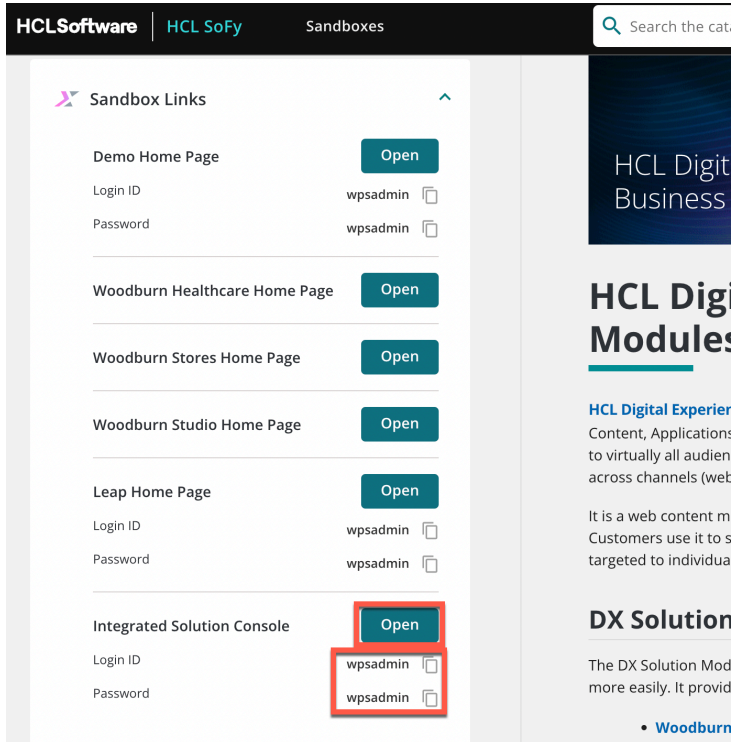 HCLSoftware HCL SoFy Sandboxes Search the cat
Sandbox Links
Demo Home Page Open
Login ID wpsadmin
Password wpsadmin
Woodburn Healthcare Home Page Open
Woodburn Stores Home Page Open
Woodburn Studio Home Page Open
Leap Home Page Open
Login ID wpsadmin
Password wpsadmin
Integrated Solution Console Open
Login ID wpsadmin
Password wpsadmin
HCL Digit
Business
HCL Digi
Modules
HCL Digital Experien
Content, Applications
to virtually all audien
across channels (web
It is a web content m
Customers use it to s
targeted to individua
DX Solution
The DX Solution Mod
more easily. It provid
• Woodburn